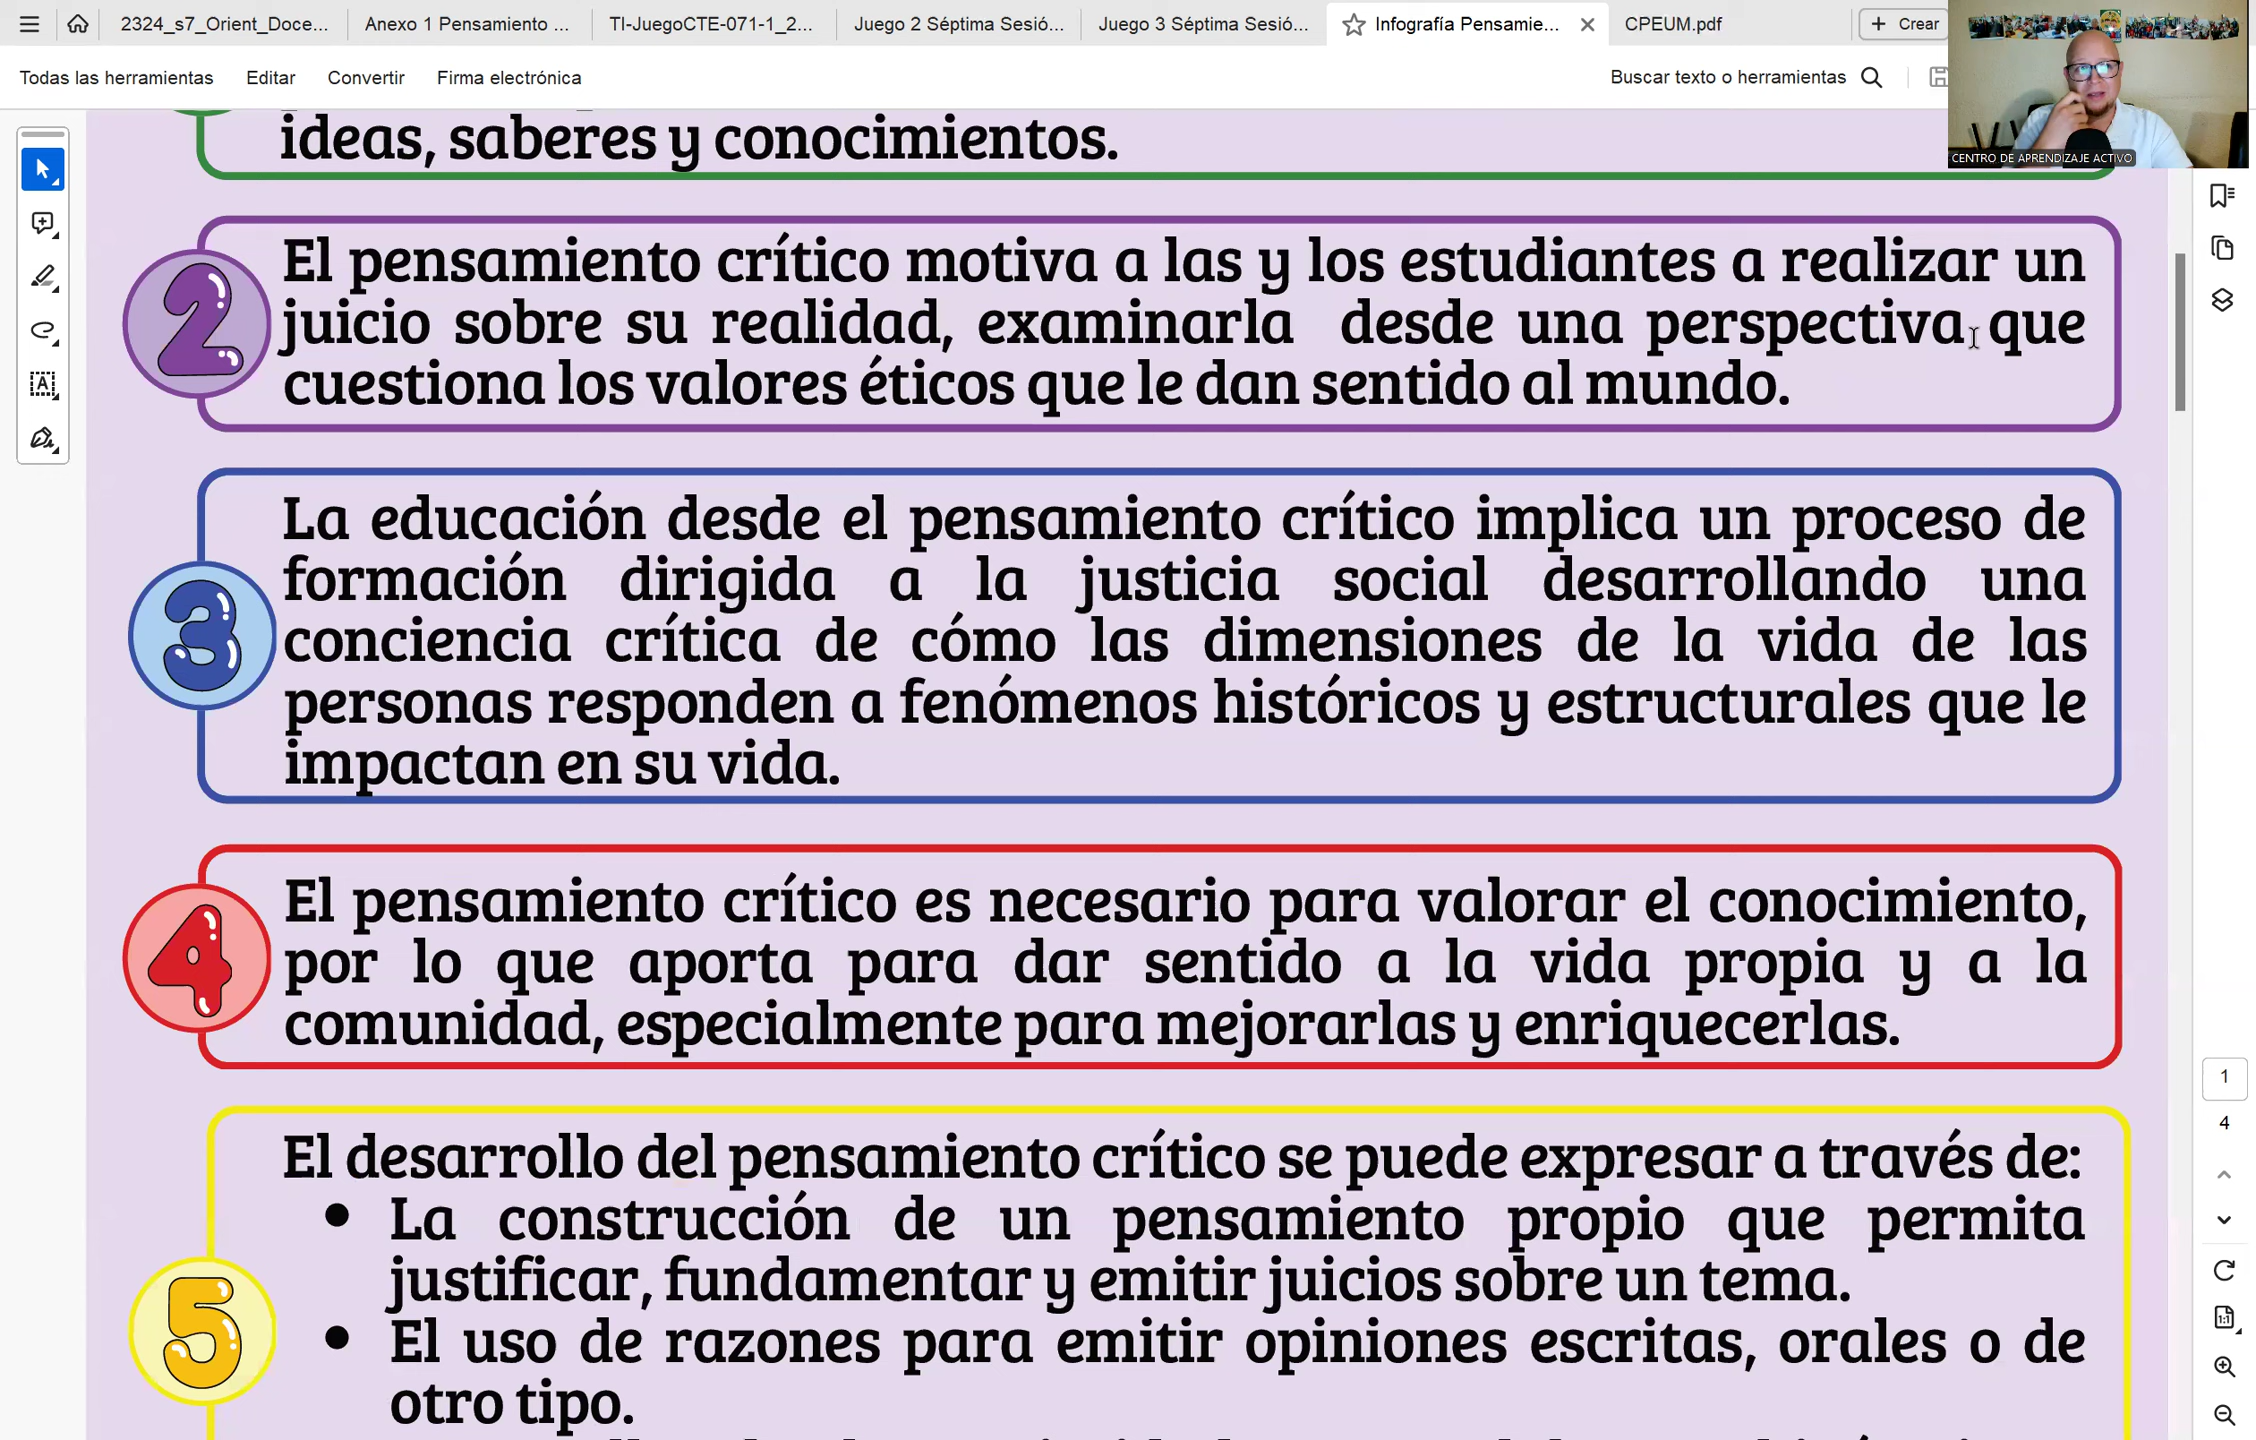 2324_s7_Orient_Doce...
Anexo 1 Pensamiento ...
TI-JuegoCTE-071-1_2...
Juego 2 Séptima Sesió...
Juego 3 Séptima Sesió...
Infografía Pensamie...
CPEUM.pdf
Crear
Todas las herramientas
Editar
Convertir
Firma electrónica
Buscar texto o herramientas
CENTRO DE APRENDIZAJE ACTIVO
ideas, saberes y conocimientos.
2
El pensamiento crítico motiva a las y los estudiantes a realizar un
juicio sobre su realidad, examinarla desde una perspectiva que
cuestiona los valores éticos que le dan sentido al mundo.
3
La educación desde el pensamiento crítico implica un proceso de
formación dirigida a la justicia social desarrollando una
conciencia crítica de cómo las dimensiones de la vida de las
personas responden a fenómenos históricos y estructurales que le
impactan en su vida.
4
El pensamiento crítico es necesario para valorar el conocimiento,
por lo que aporta para dar sentido a la vida propia y a la
comunidad, especialmente para mejorarlas y enriquecerlas.
5
El desarrollo del pensamiento crítico se puede expresar a través de:
• La construcción de un pensamiento propio que permita
justificar, fundamentar y emitir juicios sobre un tema.
• El uso de razones para emitir opiniones escritas, orales o de
otro tipo.
1
4
1:1